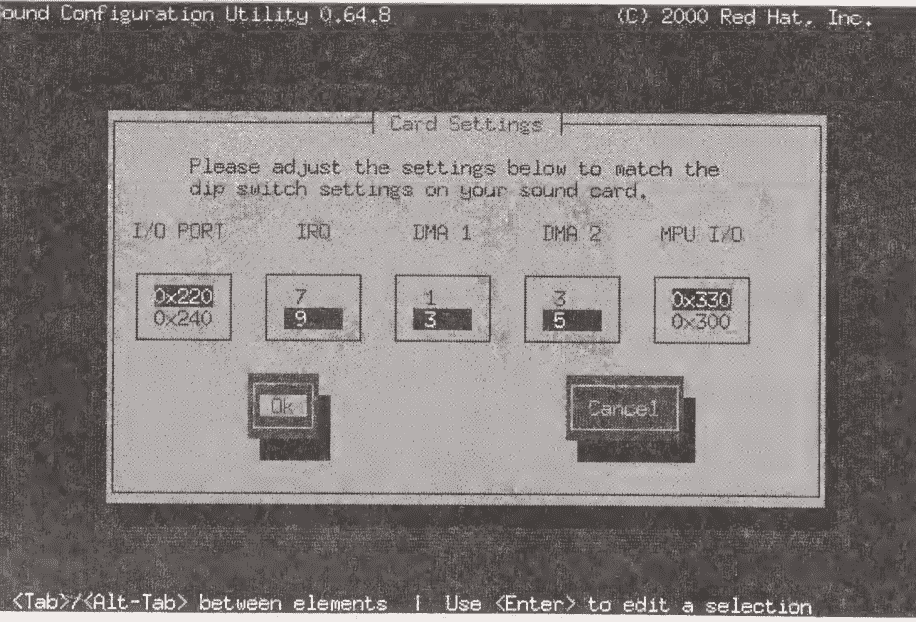 ound Configuration Utility 0.64.8 (C) 2000 Red Hat, Inc.
Card Settings
Please adjust the settings below to match the
dip switch settings on your sound card.
I/O PORT IRQ DMA 1 DMA 2 MPU I/O
0x220 7 1 3 0x330
0x240 9 3 5 0x300
Ok Cancel
<Tab>/<Alt-Tab> between elements | Use <Enter> to edit a selection